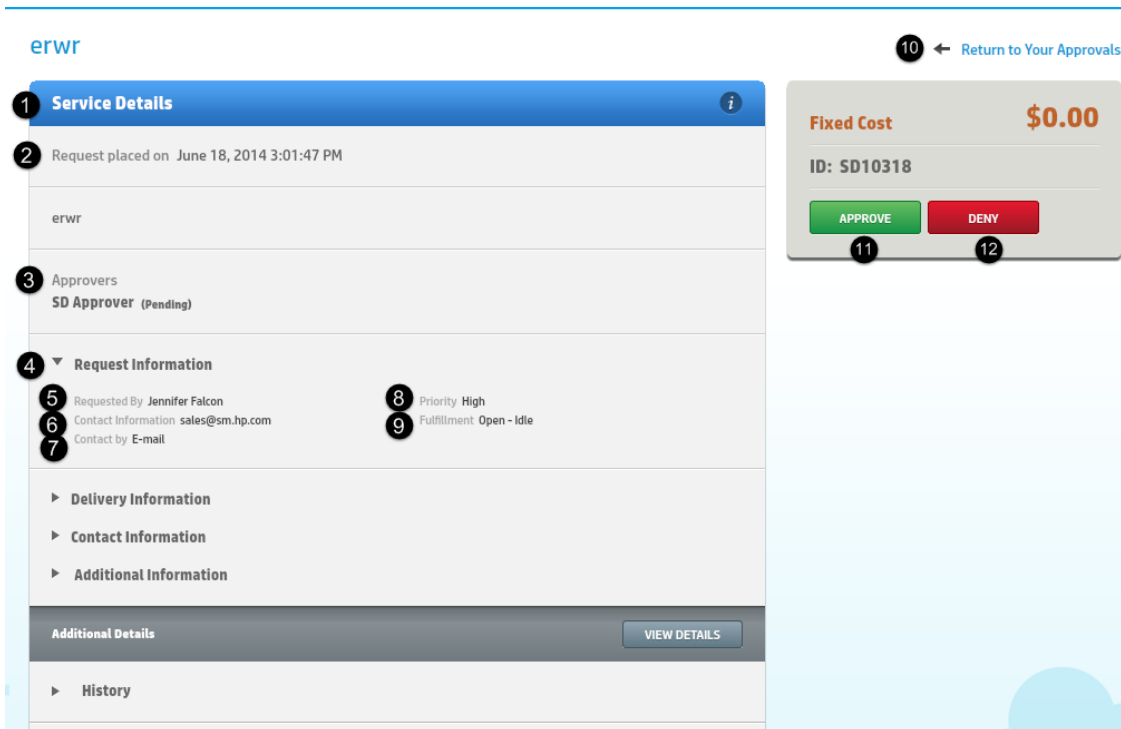 erwr
10 Return to Your Approvals
1 Service Details i
Fixed Cost $0.00
2 Request placed on June 18, 2014 3:01:47 PM
ID: SD10318
erwr
APPROVE DENY
11 12
3 Approvers
SD Approver (Pending)
4 Request Information
5 Requested By Jennifer Falcon
6 Contact Information sales@sm.hp.com
7 Contact by E-mail
8 Priority High
9 Fulfillment Open - Idle
Delivery Information
Contact Information
Additional Information
Additional Details VIEW DETAILS
History